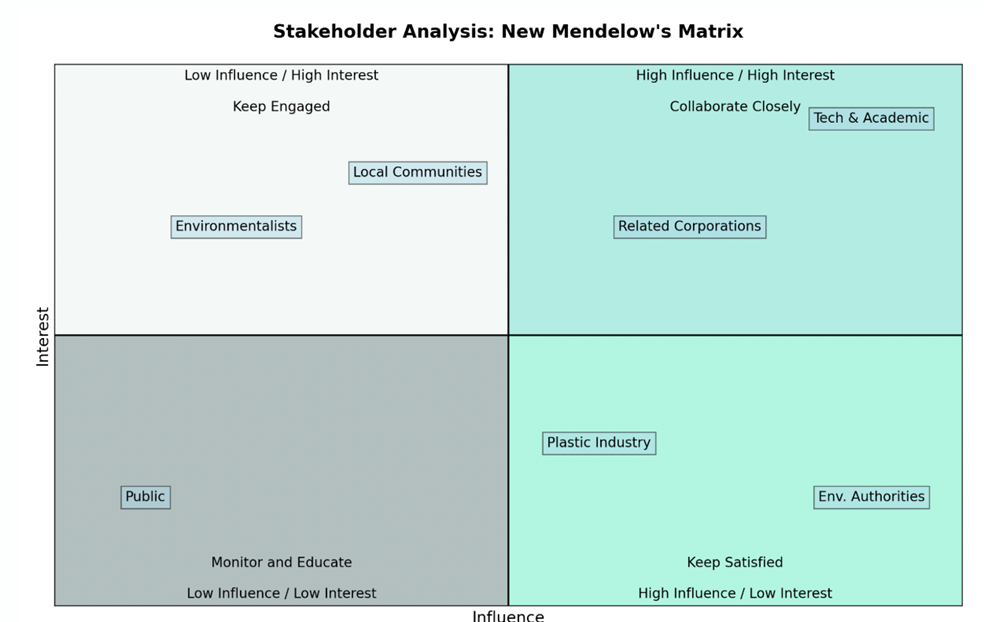 Stakeholder Analysis: New Mendelow's Matrix
Low Influence / High Interest
Keep Engaged
Local Communities
Environmentalists
High Influence / High Interest
Collaborate Closely
Tech & Academic
Related Corporations
Interest
Public
Monitor and Educate
Low Influence / Low Interest
Plastic Industry
Env. Authorities
Keep Satisfied
High Influence / Low Interest
Influence